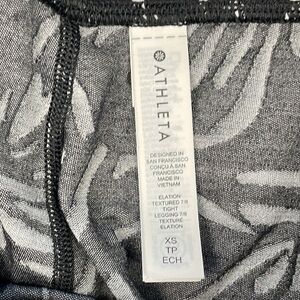 ATHLETA
DESIGNED IN
SAN FRANCISCO
CONÇU À SAN
FRANCISCO
MADE IN
VIETNAM
ELATION
TEXTURED 7/8
TIGHT
LEGGING 7/8
TEXTURE
ELATION
XS
TP
ECH